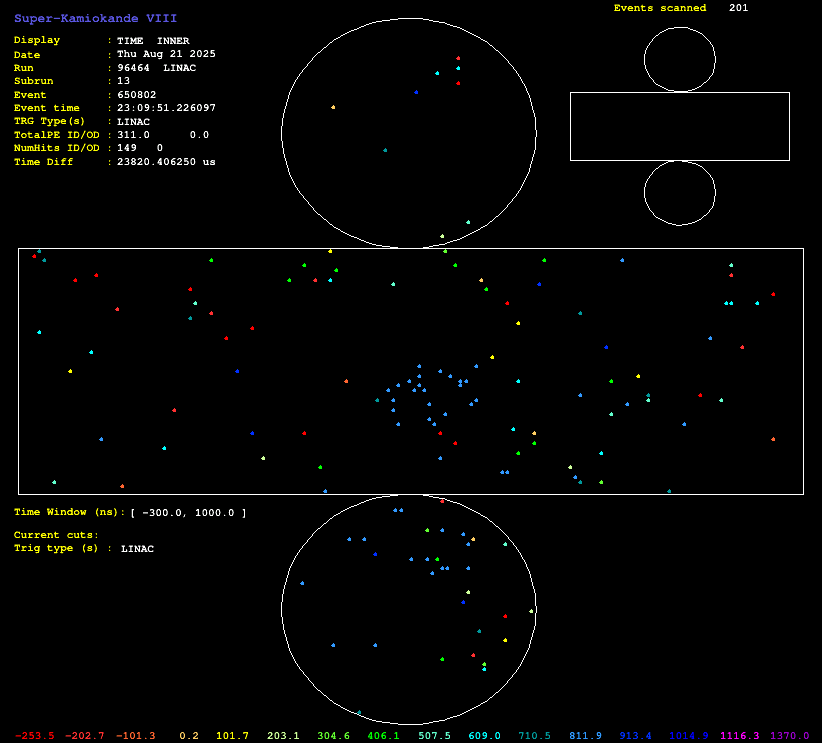 Super-Kamiokande VIII
Events scanned 201
Display : TIME INNER
Date : Thu Aug 21 2025
Run : 96464 LINAC
Subrun : 13
Event : 650802
Event time : 23:09:51.226097
TRG Type(s) : LINAC
TotalPE ID/OD : 311.0 0.0
NumHits ID/OD : 149 0
Time Diff : 23820.406250 us
Time Window (ns): [ -300.0, 1000.0 ]
Current cuts:
Trig type (s) : LINAC
-253.5 -202.7 -101.3 0.2 101.7 203.1 304.6 406.1 507.5 609.0 710.5 811.9 913.4 1014.9 1116.3 1370.0